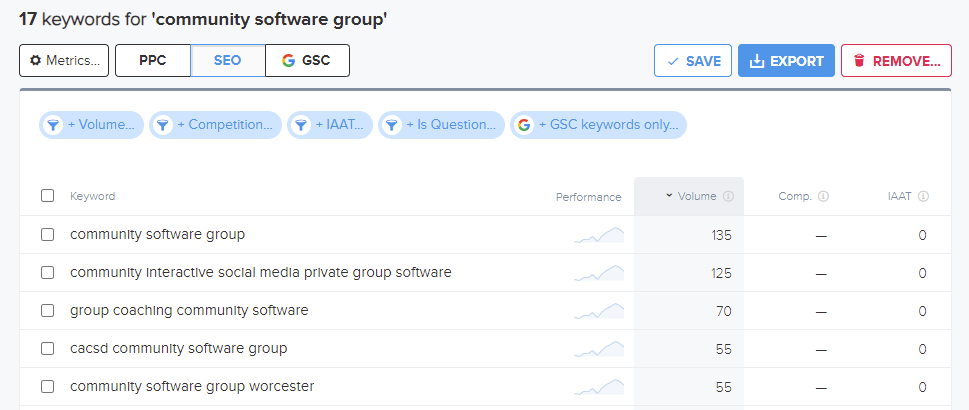 17 keywords for 'community software group'
Metrics... PPC SEO GSC SAVE EXPORT REMOVE...
+ Volume... + Competition... + IAAT... + Is Question... + GSC keywords only...
Keyword Performance Volume Comp. IAAT
community software group 135 — 0
community interactive social media private group software 125 — 0
group coaching community software 70 — 0
cacsd community software group 55 — 0
community software group worcester 55 — 0